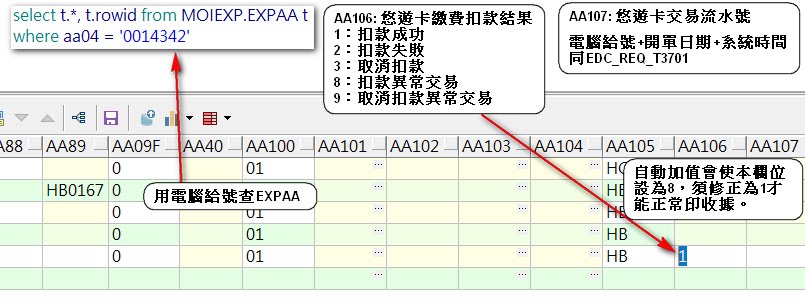 select t.*, t.rowid from MOIEXP.EXPAA t
where aa04 = '0014342'
AA106: 悠遊卡繳費扣款結果
1：扣款成功
2：扣款失敗
3：取消扣款
8：扣款異常交易
9：取消扣款異常交易
AA107: 悠遊卡交易流水號
電腦給號+開單日期+系統時間
同EDC_REQ_T3701
A88 AA89 AA09F AA40 AA100 AA101 AA102 AA103 AA104 AA105 AA106 AA107
0 01
HB0167 0
0 01
0 01 HB
0 01 HB 1
用電腦給號查EXPAA
自動加值會使本欄位
設為8，須修正為1才
能正常印收據。